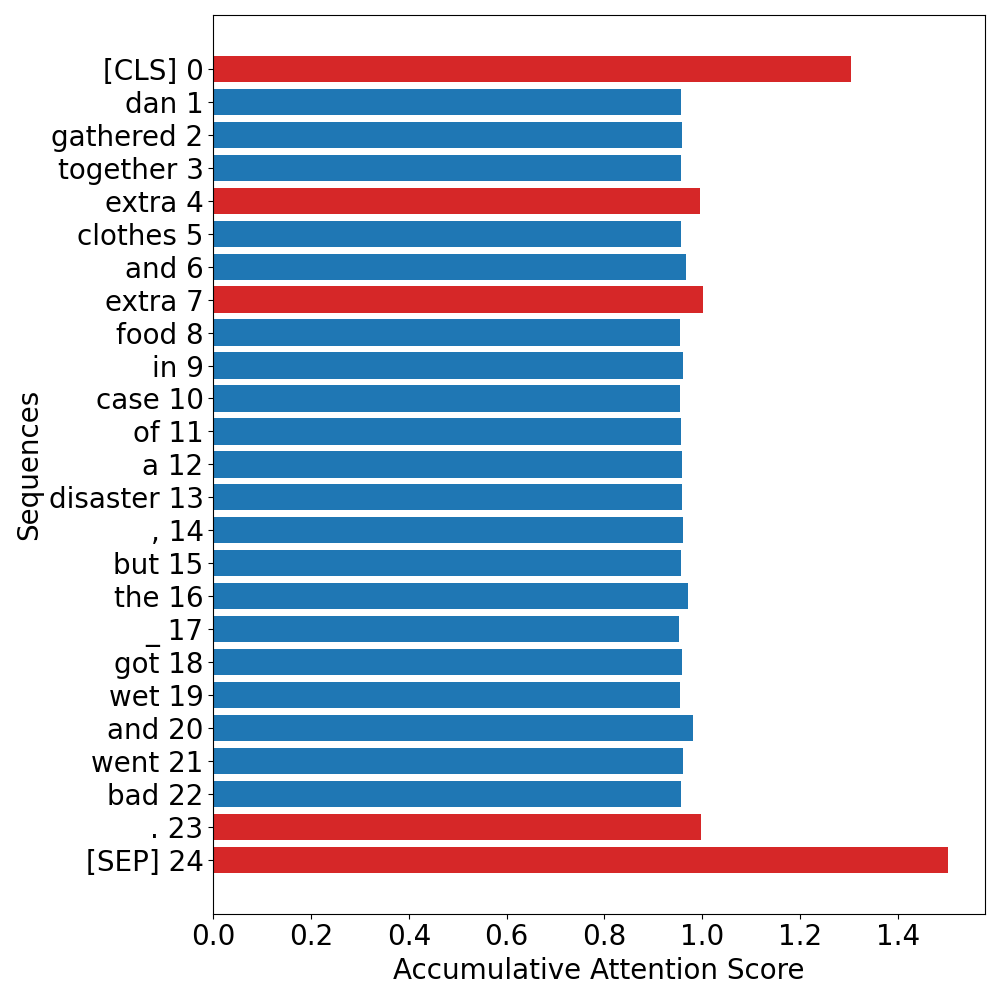 [CLS] 0
dan 1
gathered 2
together 3
extra 4
clothes 5
and 6
extra 7
food 8
in 9
case 10
of 11
a 12
disaster 13
, 14
but 15
the 16
_ 17
got 18
wet 19
and 20
went 21
bad 22
. 23
[SEP] 24
Sequences
0.0 0.2 0.4 0.6 0.8 1.0 1.2 1.4
Accumulative Attention Score